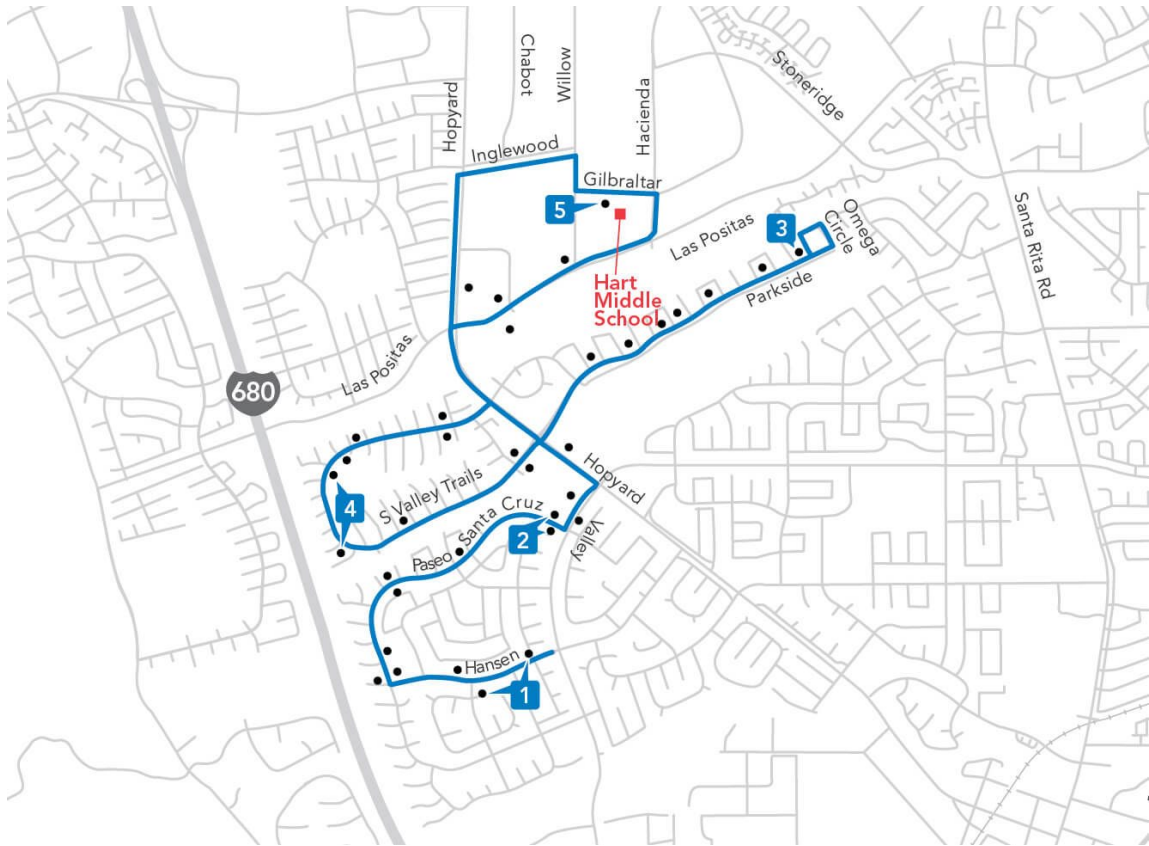 Chabot
Willow
Stoneridge
Hopyard
Hacienda
Inglewood
Gilbraltar
5
Las Positas
3
Omega
Circle
Santa Rita Rd
Hart
Middle
School
Parkside
Las Positas
680
Hopyard
S Valley Trails
4
Santa Cruz
2
Valley
Paseo
Hansen
1